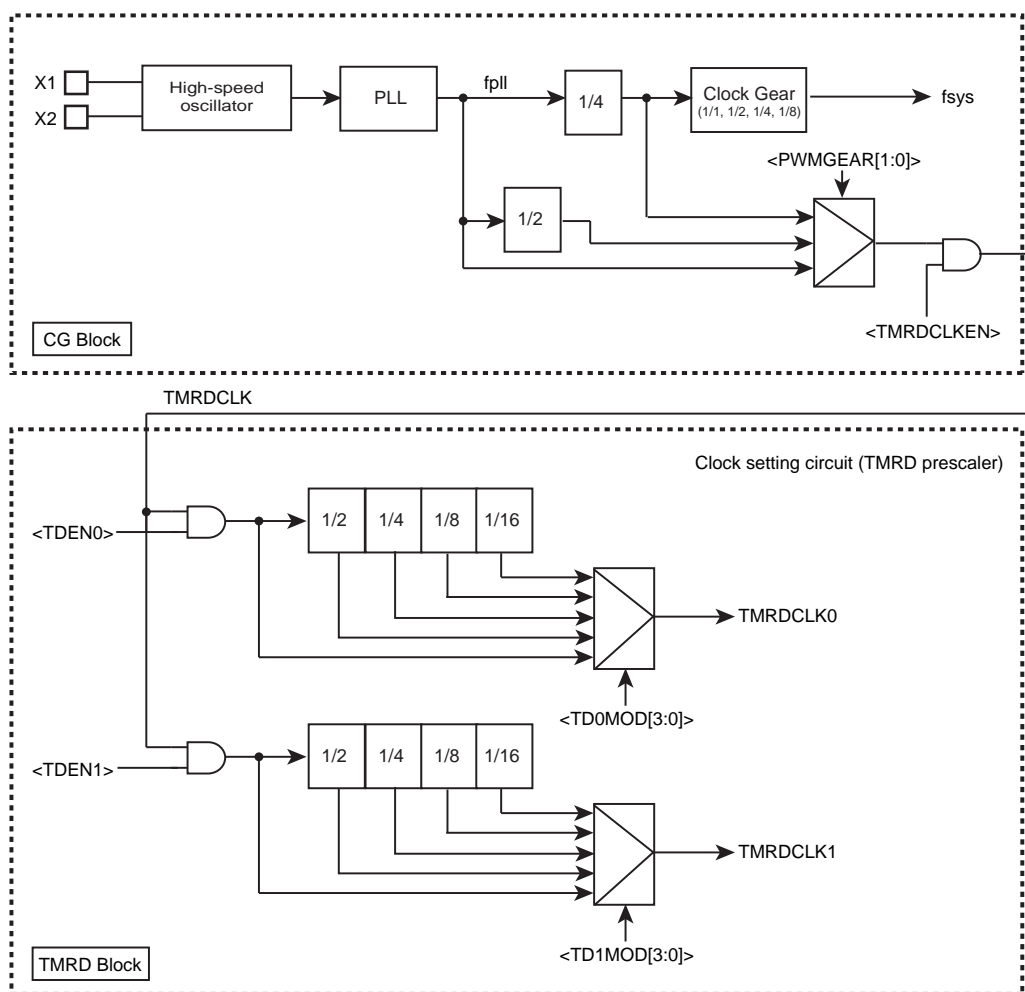 X1
X2
High-speed
oscillator
PLL
fpll
1/4
Clock Gear
(1/1, 1/2, 1/4, 1/8)
fsys
<PWMGEAR[1:0]>
1/2
<TMRDCLKEN>
CG Block
TMRDCLK
Clock setting circuit (TMRD prescaler)
<TDEN0>
1/2 1/4 1/8 1/16
TMRDCLK0
<TD0MOD[3:0]>
<TDEN1>
1/2 1/4 1/8 1/16
TMRDCLK1
<TD1MOD[3:0]>
TMRD Block